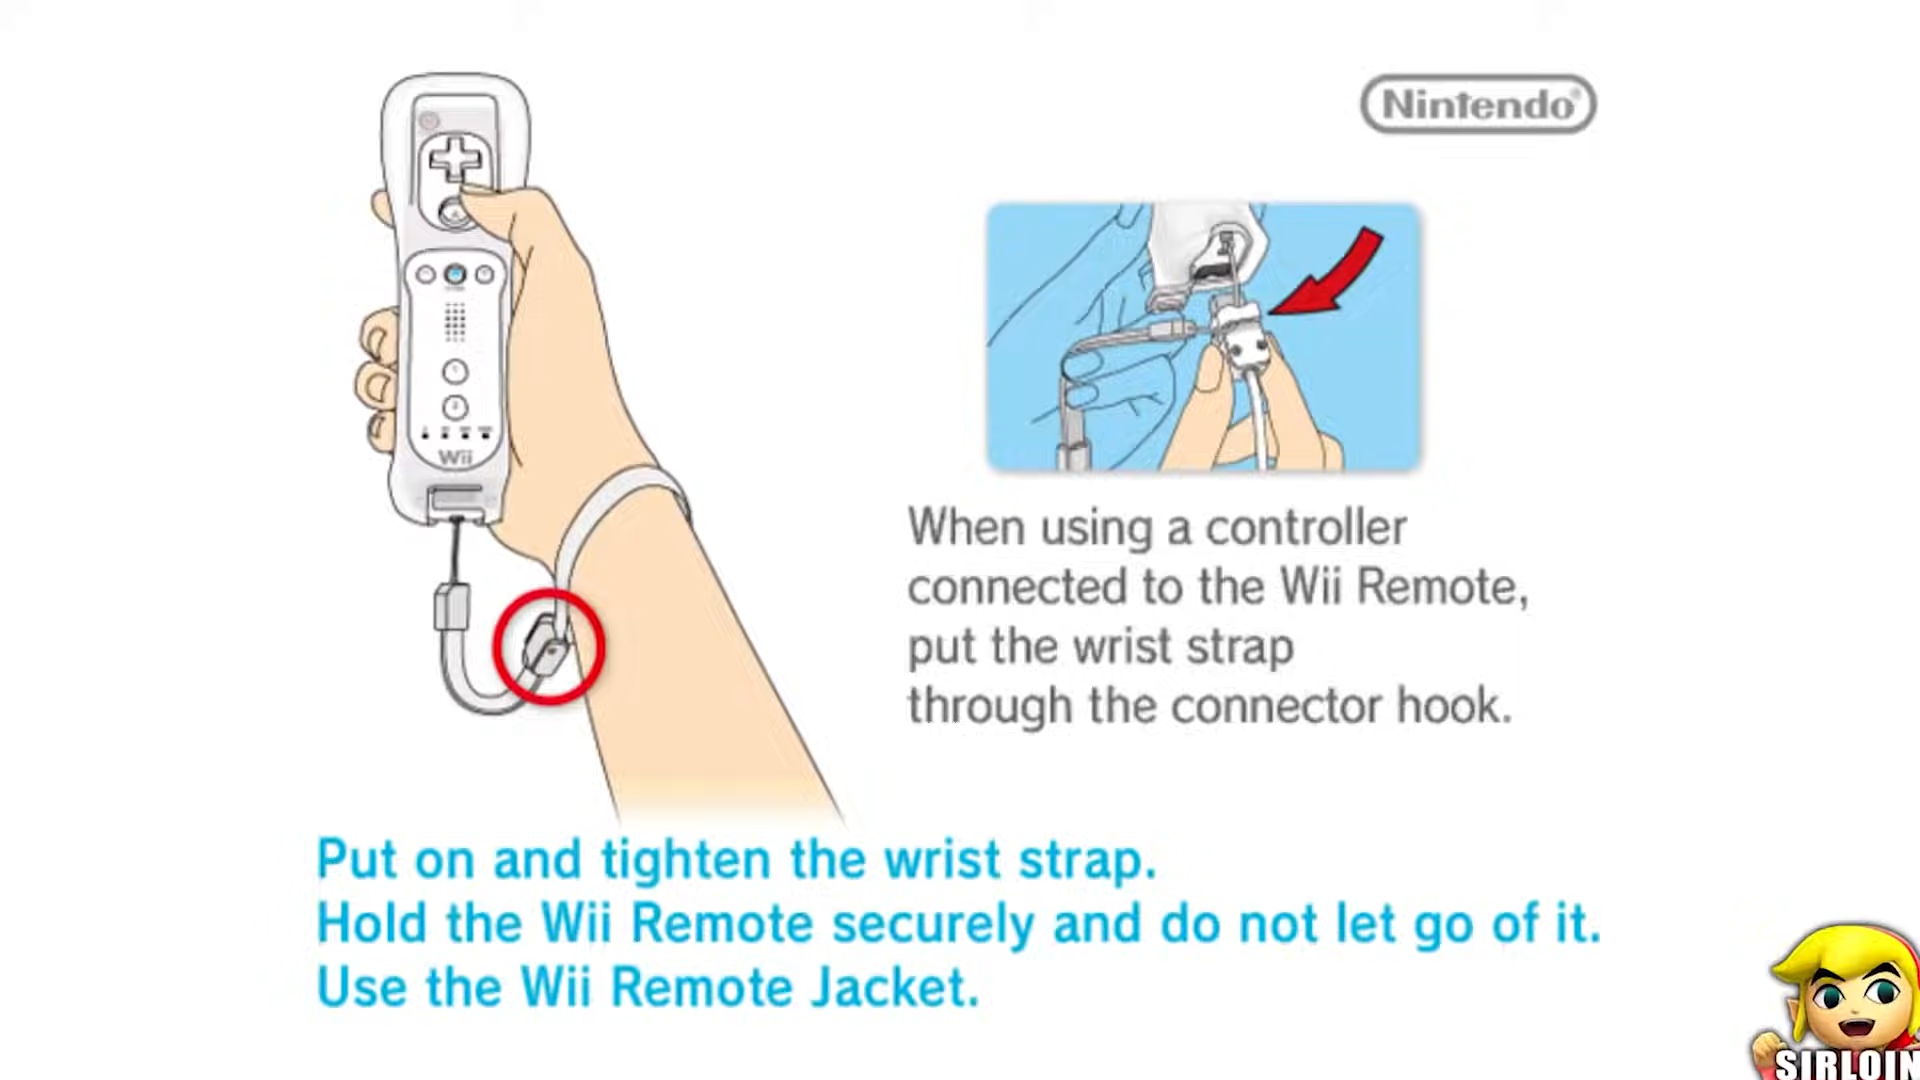 Nintendo®
Wii
When using a controller
connected to the Wii Remote,
put the wrist strap
through the connector hook.
Put on and tighten the wrist strap.
Hold the Wii Remote securely and do not let go of it.
Use the Wii Remote Jacket.
SIRLOIN